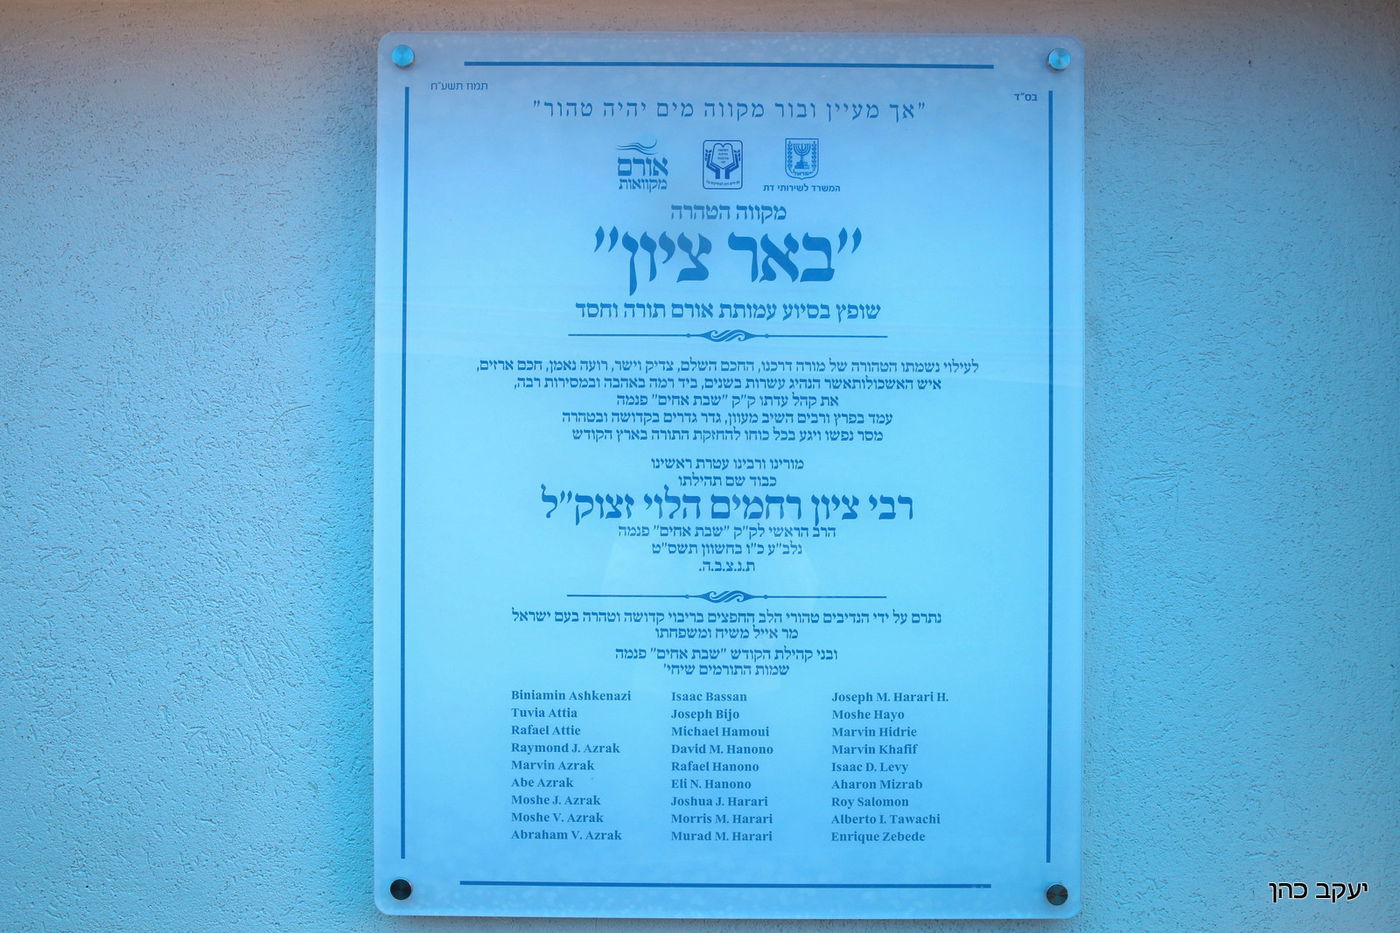 בס"ד
תמוז תשע"ח
"אך מעיין ובור מקווה מים יהיה טהור"
המשרד לשירותי דת
אורם
מקוואות
מקווה הטהרה
"באר ציון"
שופץ בסיוע עמותת אורם תורה וחסד
לעילוי נשמתו הטהורה של מורה דרכנו, החכם השלם, צדיק וישר, רועה נאמן, חכם ארזים,
איש האשכולותאשר הנהיג עשרות בשנים, ביד רמה באהבה ובמסירות רבה,
את קהל עדתו ק"ק "שבת אחים" פנמה
עמד בפרץ ורבים השיב מעוון, גדר גדרים בקדושה ובטהרה
מסר נפשו ויגע בכל כוחו להחזקת התורה בארץ הקודש
מורינו ורבינו עטרת ראשינו
כבוד שם תהילתו
רבי ציון רחמים הלוי זצוק"ל
הרב הראשי לק"ק "שבת אחים" פנמה
נלב"ע כ"ו בחשוון תשס"ט
ת.נ.צ.ב.ה.
נתרם על ידי הנדיבים טהורי הלב החפצים בריבוי קדושה וטהרה בעם ישראל
מר אייל משיח ומשפחתו
ובני קהילת הקודש "שבת אחים" פנמה
שמות התורמים שיחי'
Biniamin Ashkenazi
Tuvia Attia
Rafael Attie
Raymond J. Azrak
Marvin Azrak
Abe Azrak
Moshe J. Azrak
Moshe V. Azrak
Abraham V. Azrak
Isaac Bassan
Joseph Bijo
Michael Hamoui
David M. Hanono
Rafael Hanono
Eli N. Hanono
Joshua J. Harari
Morris M. Harari
Murad M. Harari
Joseph M. Harari H.
Moshe Hayo
Marvin Hidrie
Marvin Khafif
Isaac D. Levy
Aharon Mizrab
Roy Salomon
Alberto I. Tawachi
Enrique Zebede
יעקב כהן